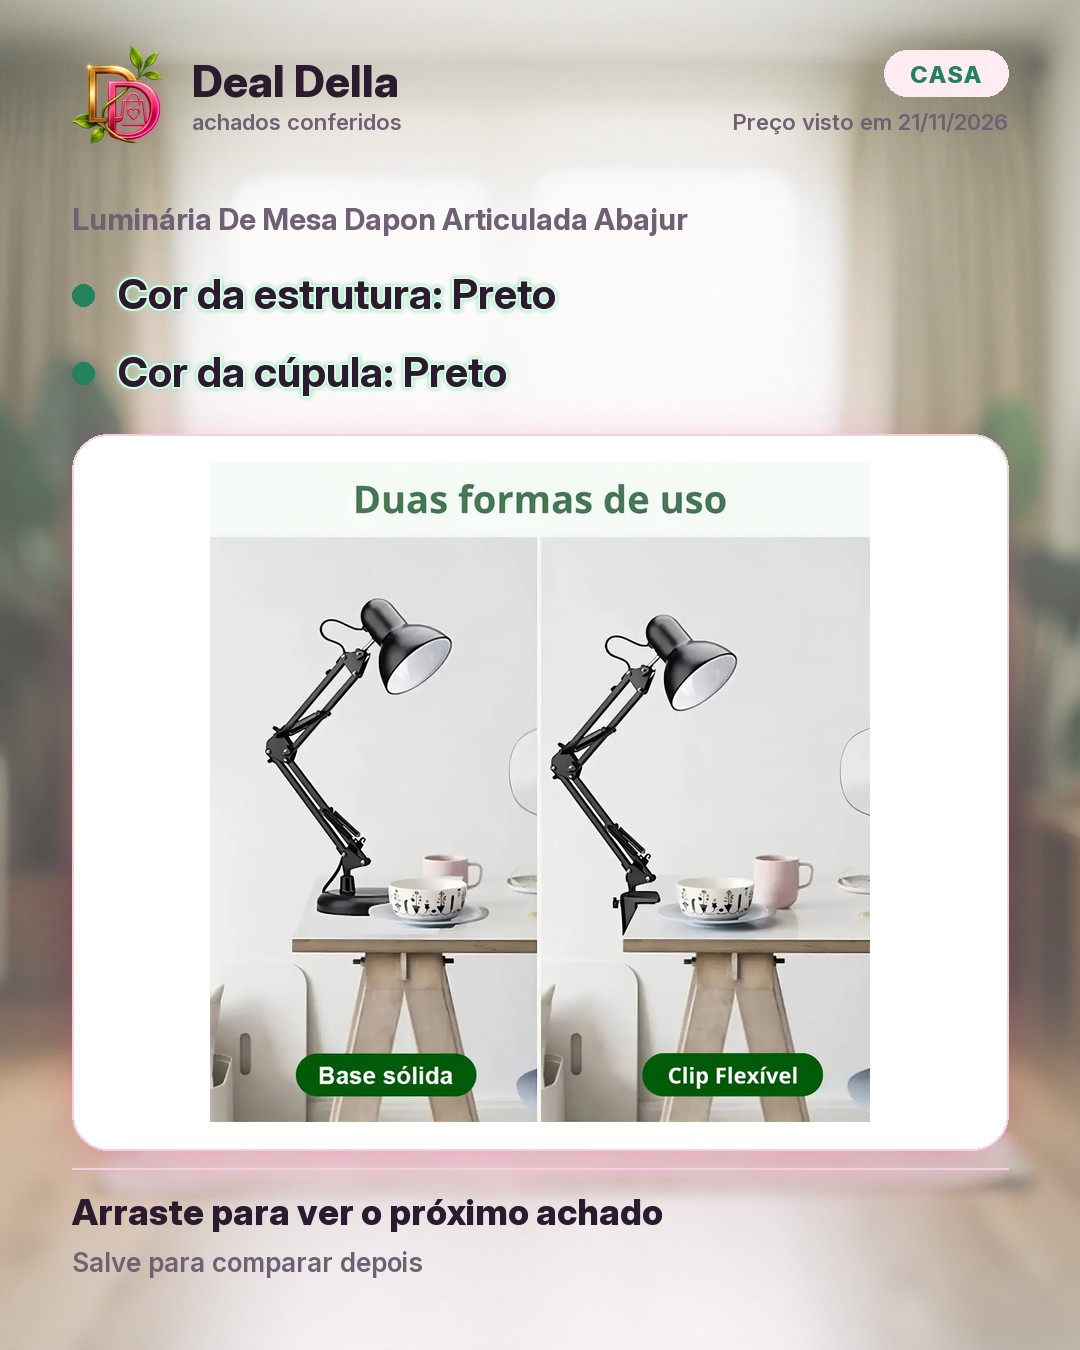 Deal Della
achados conferidos
CASA
Preço visto em 21/11/2026
Luminária De Mesa Dapon Articulada Abajur
Cor da estrutura: Preto
Cor da cúpula: Preto
Duas formas de uso
Base sólida
Clip Flexível
Arraste para ver o próximo achado
Salve para comparar depois